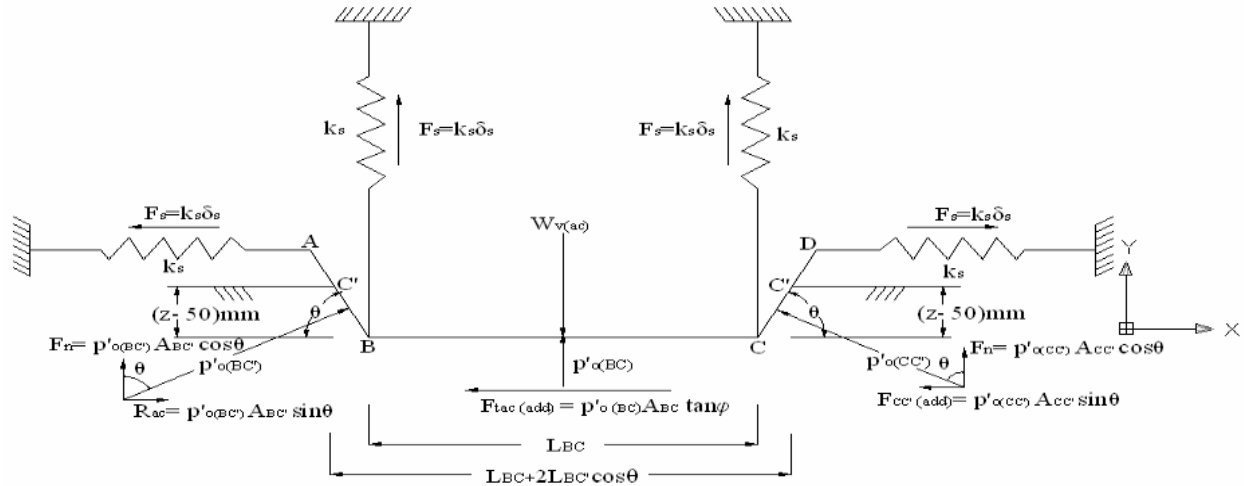 ks
Fs=ksδs
Fs=ksδs
ks
Fs=ksδs
Wv(ac)
Fs=ksδs
A
D
ks
ks
Y
C'
C'
(z- 50)mm
θ
θ
(z- 50)mm
X
B
C
Fn= p'o(BC') ABC' cosθ
p'o(BC')
p'o(BC)
p'o(CC')
Fn= p'o(CC') ACC' cosθ
θ
θ
Rac= p'o(BC') ABC' sinθ
Ftac (add) = p'o (BC)ABC tanφ
FCC' (add)= p'o(CC') ACC' sinθ
LBC
LBC+2LBC' cosθ